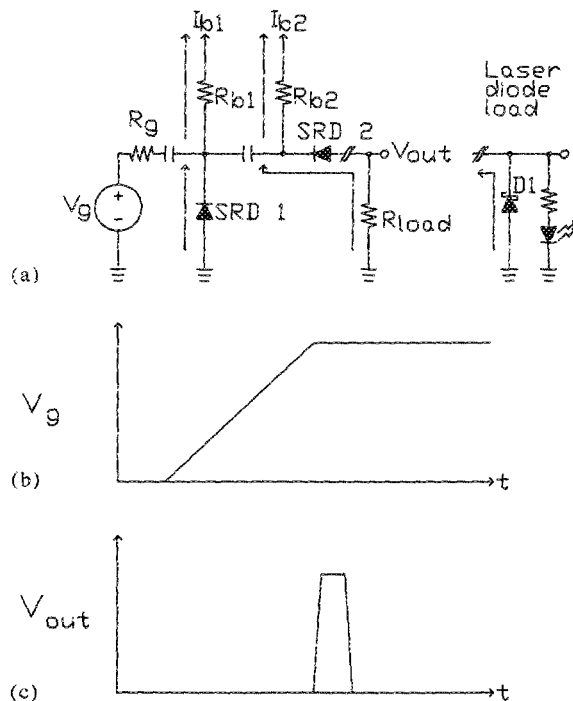 Ib1 Ib2
Rg Rb1 Rb2
SRD 2
Vout
Laser
diode
load
Vg
SRD 1
D1
Rload
(a)
Vg
t
(b)
Vout
t
(c)